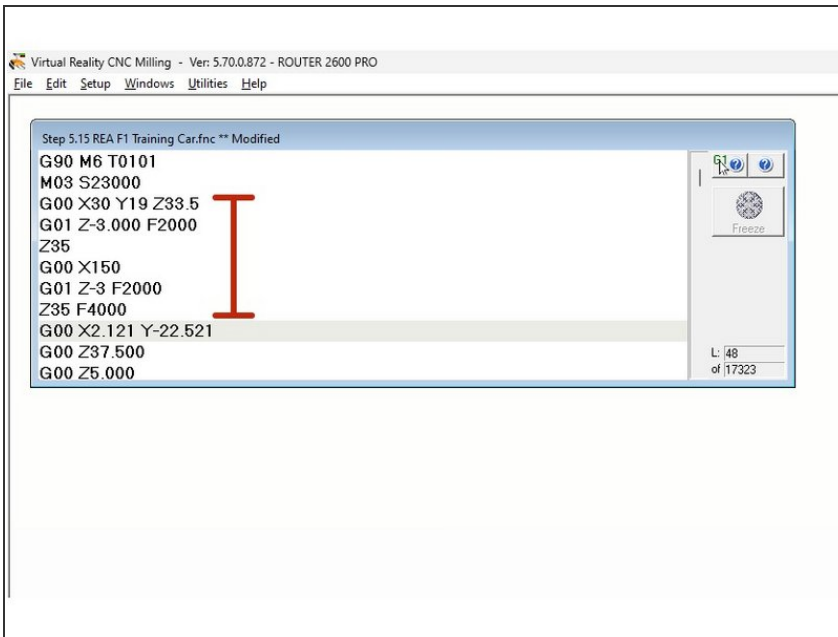 Virtual Reality CNC Milling - Ver: 5.70.0.872 - ROUTER 2600 PRO
File Edit Setup Windows Utilities Help
Step 5.15 REA F1 Training Car.fnc ** Modified
G90 M6 T0101
M03 S23000
G00 X30 Y19 Z33.5
G01 Z-3.000 F2000
Z35
G00 X150
G01 Z-3 F2000
Z35 F4000
G00 X2.121 Y-22.521
G00 Z37.500
G00 Z5.000
G1
Freeze
L: 48
of 17323